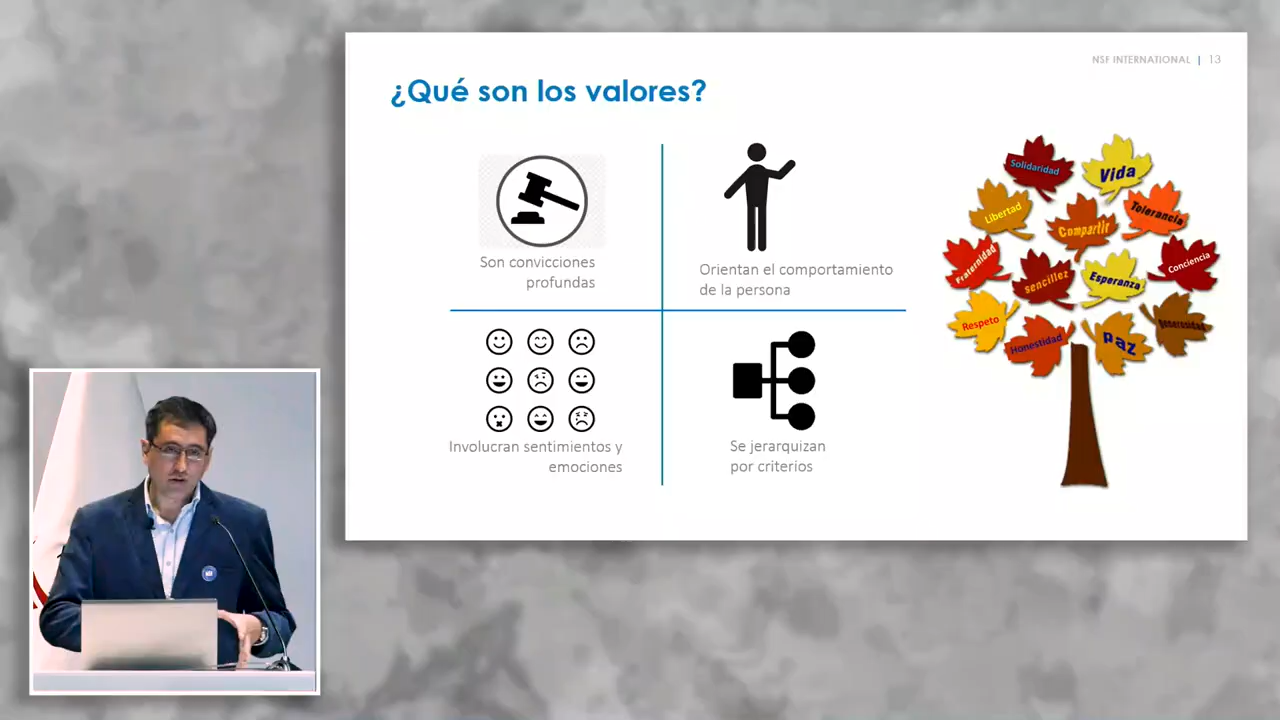 NSF INTERNATIONAL | 13
¿Qué son los valores?
Son convicciones
profundas
Orientan el comportamiento
de la persona
Involucran sentimientos y
emociones
Se jerarquizan
por criterios
Solidaridad
Vida
Libertad
Compartir
Tolerancia
Fraternidad
sencillez
Esperanza
Conciencia
Respeto
Honestidad
Paz
Generosidad